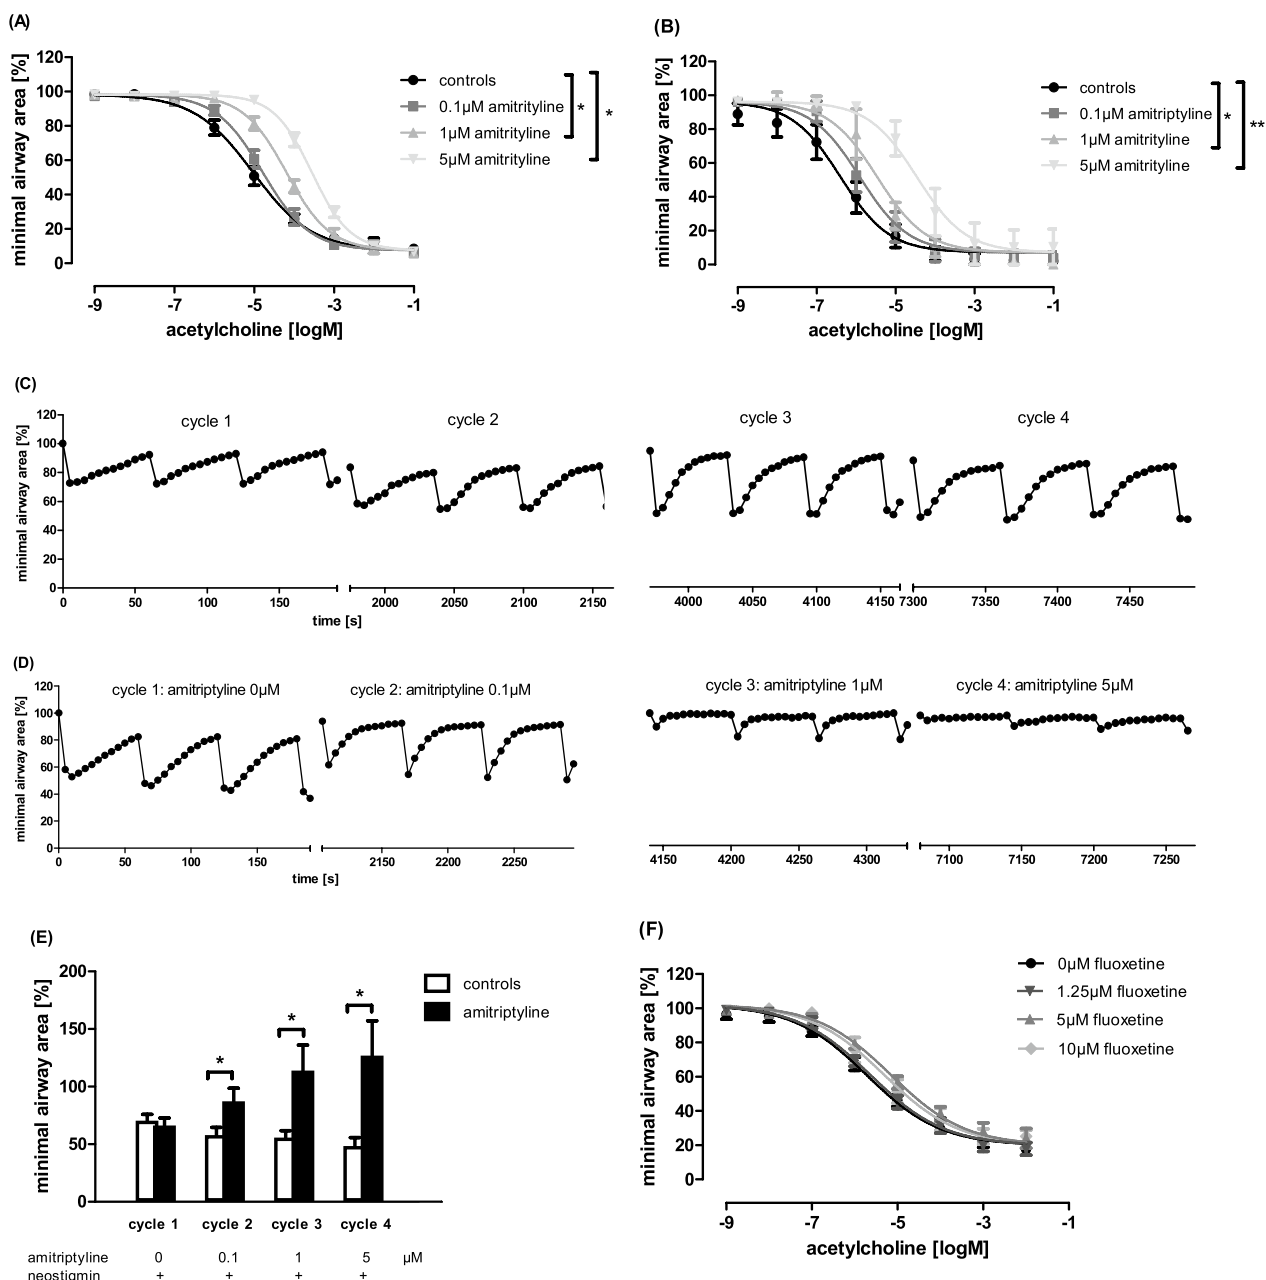 (A)
minimal airway area [%]
120
100
80
60
40
20
0
-9 -7 -5 -3 -1
acetylcholine [logM]
controls
0.1µM amitrityline
1µM amitrityline
5µM amitrityline
*
*
(B)
minimal airway area [%]
120
100
80
60
40
20
0
-9 -7 -5 -3 -1
acetylcholine [logM]
controls
0.1µM amitriptyline
1µM amitrityline
5µM amitrityline
*
**
(C)
minimal airway area [%]
120
100
80
60
40
20
0
cycle 1 cycle 2 cycle 3 cycle 4
0 50 100 150 2000 2050 2100 2150 4000 4050 4100 4150 7300 7350 7400 7450
time [s]
(D)
minimal airway area [%]
120
100
80
60
40
20
0
cycle 1: amitriptyline 0µM cycle 2: amitriptyline 0.1µM cycle 3: amitriptyline 1µM cycle 4: amitriptyline 5µM
0 50 100 150 2150 2200 2250 4150 4200 4250 4300 7100 7150 7200 7250
time [s]
(E)
minimal airway area [%]
200
150
100
50
0
* * *
controls
amitriptyline
cycle 1 cycle 2 cycle 3 cycle 4
amitriptyline 0 0.1 1 5 µM
neostigmin + + + +
(F)
minimal airway area [%]
120
100
80
60
40
20
0
-9 -7 -5 -3 -1
acetylcholine [logM]
0µM fluoxetine
1.25µM fluoxetine
5µM fluoxetine
10µM fluoxetine